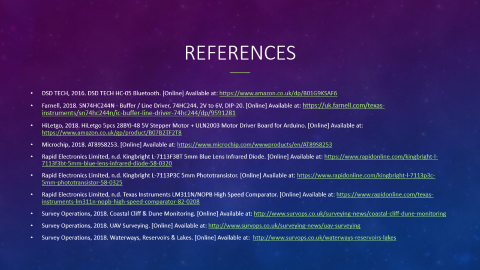 REFERENCES
• DSD TECH, 2016. DSD TECH HC-05 Bluetooth. [Online] Available at: https://www.amazon.co.uk/dp/B01G9KSAF6
• Farnell, 2018. SN74HC244N - Buffer / Line Driver, 74HC244, 2V to 6V, DIP-20. [Online] Available at: https://uk.farnell.com/texas-
instruments/sn74hc244n/ic-buffer-line-driver-74hc244/dp/9591281
• HiLetgo, 2018. HiLetgo 5pcs 28BYJ-48 5V Stepper Motor + ULN2003 Motor Driver Board for Arduino. [Online] Available at:
https://www.amazon.co.uk/gp/product/B07B2TF2T8
• Microchip, 2018. AT89S8253. [Online] Available at: https://www.microchip.com/wwwproducts/en/AT89S8253
• Rapid Electronics Limited, n.d. Kingbright L-7113F3BT 5mm Blue Lens Infrared Diode. [Online] Available at: https://www.rapidonline.com/kingbright-l-
7113f3bt-5mm-blue-lens-infrared-diode-58-0320
• Rapid Electronics Limited, n.d. Kingbright L-7113P3C 5mm Phototransistor. [Online] Available at: https://www.rapidonline.com/kingbright-l-7113p3c-
5mm-phototransistor-58-0325
• Rapid Electronics Limited, n.d. Texas Instruments LM311N/NOPB High Speed Comparator. [Online] Available at: https://www.rapidonline.com/texas-
instruments-lm311n-nopb-high-speed-comparator-82-0208
• Survey Operations, 2018. Coastal Cliff & Dune Monitoring. [Online] Available at: http://www.survops.co.uk/surveying-news/coastal-cliff-dune-monitoring
• Survey Operations, 2018. UAV Surveying. [Online] Available at: http://www.survops.co.uk/surveying-news/uav-surveying
• Survey Operations, 2018. Waterways, Reservoirs & Lakes. [Online] Available at: http://www.survops.co.uk/waterways-reservoirs-lakes